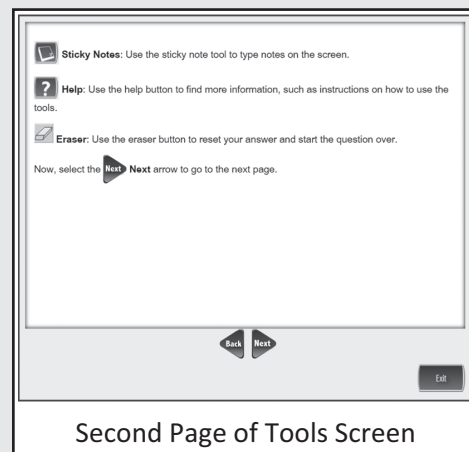 Sticky Notes: Use the sticky note tool to type notes on the screen.
? Help: Use the help button to find more information, such as instructions on how to use the
tools.
Eraser: Use the eraser button to reset your answer and start the question over.
Now, select the Next Next arrow to go to the next page.
Back Next
Exit
Second Page of Tools Screen